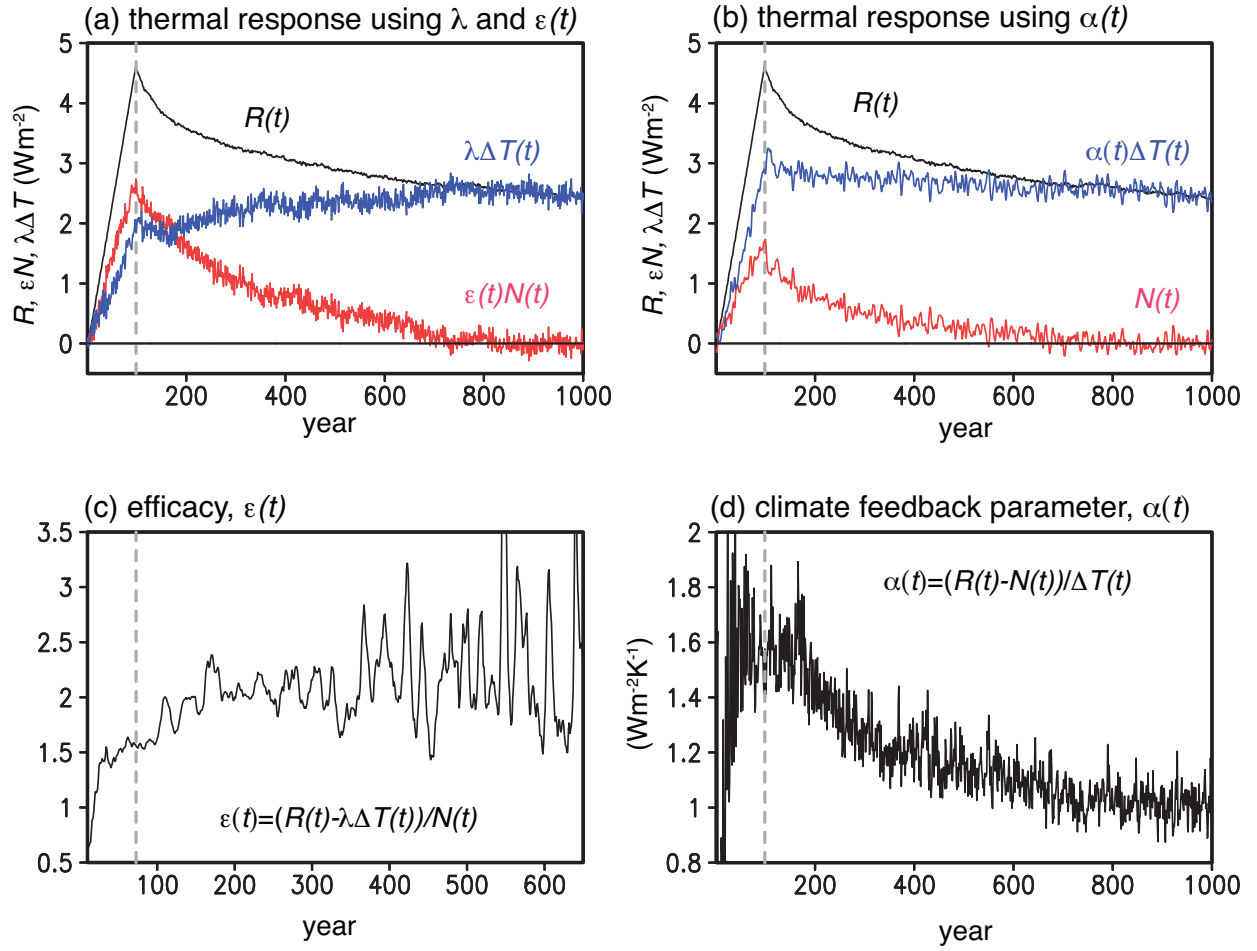 (a) thermal response using λ and ε(t)
R, εN, λΔT (Wm⁻²)
5
4
3
2
1
0
R(t)
λΔT(t)
ε(t)N(t)
200 400 600 800 1000
year
(b) thermal response using α(t)
R, εN, λΔT (Wm⁻²)
5
4
3
2
1
0
R(t)
α(t)ΔT(t)
N(t)
200 400 600 800 1000
year
(c) efficacy, ε(t)
3.5
3
2.5
2
1.5
1
0.5
ε(t)=(R(t)-λΔT(t))/N(t)
100 200 300 400 500 600
year
(d) climate feedback parameter, α(t)
(Wm⁻²K⁻¹)
2
1.8
1.6
1.4
1.2
1
0.8
α(t)=(R(t)-N(t))/ΔT(t)
200 400 600 800 1000
year